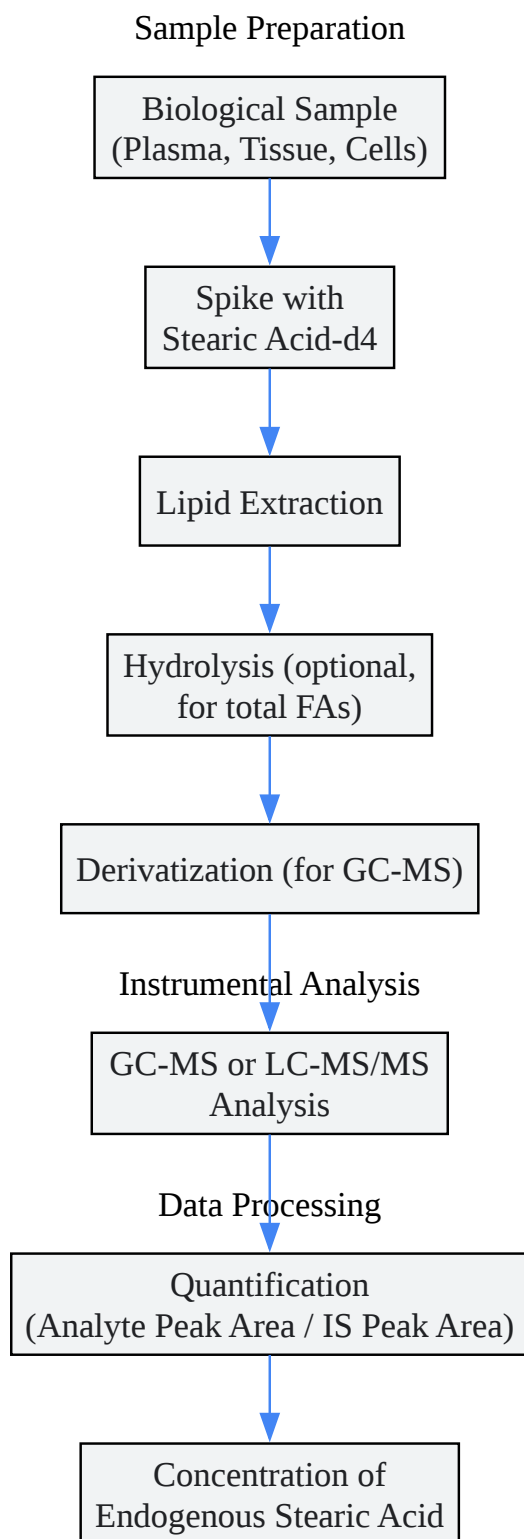 Sample Preparation
Biological Sample
(Plasma, Tissue, Cells)
Spike with
Stearic Acid-d4
Lipid Extraction
Hydrolysis (optional,
for total FAs)
Derivatization (for GC-MS)
Instrumental Analysis
GC-MS or LC-MS/MS
Analysis
Data Processing
Quantification
(Analyte Peak Area / IS Peak Area)
Concentration of
Endogenous Stearic Acid